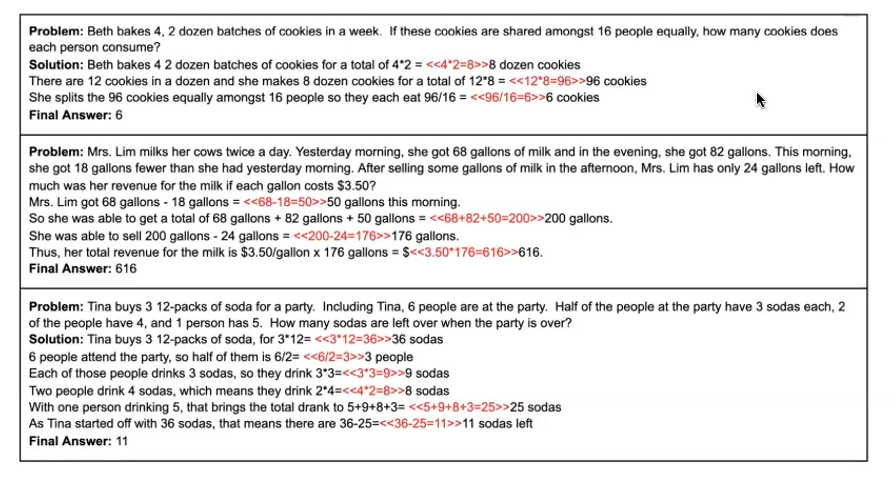 Problem: Beth bakes 4, 2 dozen batches of cookies in a week.  If these cookies are shared amongst 16 people equally, how many cookies does
each person consume?
Solution: Beth bakes 4 2 dozen batches of cookies for a total of 4*2 = <<4*2=8>>8 dozen cookies
There are 12 cookies in a dozen and she makes 8 dozen cookies for a total of 12*8 = <<12*8=96>>96 cookies
She splits the 96 cookies equally amongst 16 people so they each eat 96/16 = <<96/16=6>>6 cookies
Final Answer: 6
Problem: Mrs. Lim milks her cows twice a day. Yesterday morning, she got 68 gallons of milk and in the evening, she got 82 gallons. This morning,
she got 18 gallons fewer than she had yesterday morning. After selling some gallons of milk in the afternoon, Mrs. Lim has only 24 gallons left. How
much was her revenue for the milk if each gallon costs $3.50?
Mrs. Lim got 68 gallons - 18 gallons = <<68-18=50>>50 gallons this morning.
So she was able to get a total of 68 gallons + 82 gallons + 50 gallons = <<68+82+50=200>>200 gallons.
She was able to sell 200 gallons - 24 gallons = <<200-24=176>>176 gallons.
Thus, her total revenue for the milk is $3.50/gallon x 176 gallons = $<<3.50*176=616>>616.
Final Answer: 616
Problem: Tina buys 3 12-packs of soda for a party.  Including Tina, 6 people are at the party.  Half of the people at the party have 3 sodas each, 2
of the people have 4, and 1 person has 5.  How many sodas are left over when the party is over?
Solution: Tina buys 3 12-packs of soda, for 3*12= <<3*12=36>>36 sodas
6 people attend the party, so half of them is 6/2= <<6/2=3>>3 people
Each of those people drinks 3 sodas, so they drink 3*3=<<3*3=9>>9 sodas
Two people drink 4 sodas, which means they drink 2*4=<<4*2=8>>8 sodas
With one person drinking 5, that brings the total drank to 5+9+8+3= <<5+9+8+3=25>>25 sodas
As Tina started off with 36 sodas, that means there are 36-25=<<36-25=11>>11 sodas left
Final Answer: 11